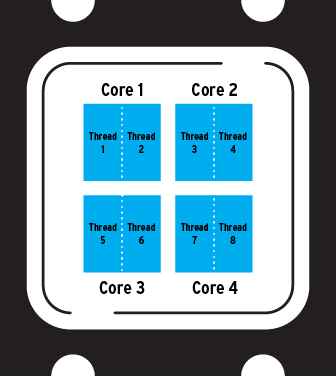 Core 1
Core 2
Thread
1
Thread
2
Thread
3
Thread
4
Thread
5
Thread
6
Thread
7
Thread
8
Core 3
Core 4